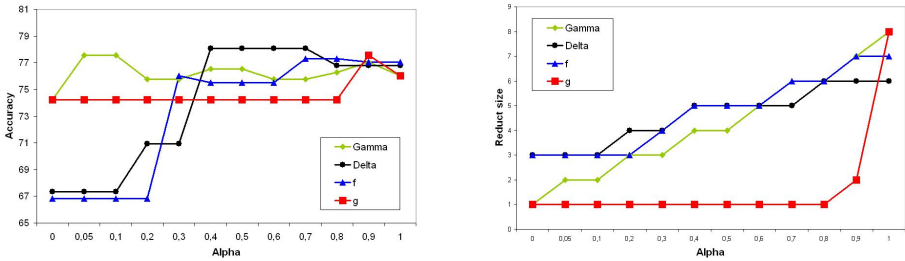 81
79
77
75
73
71
69
67
65
Accuracy
0 0,05 0,1 0,2 0,3 0,4 0,5 0,6 0,7 0,8 0,9 1
Alpha
Gamma
Delta
f
g
9
8
7
6
5
4
3
2
1
0
Reduct size
0 0,05 0,1 0,2 0,3 0,4 0,5 0,6 0,7 0,8 0,9 1
Alpha
Gamma
Delta
f
g